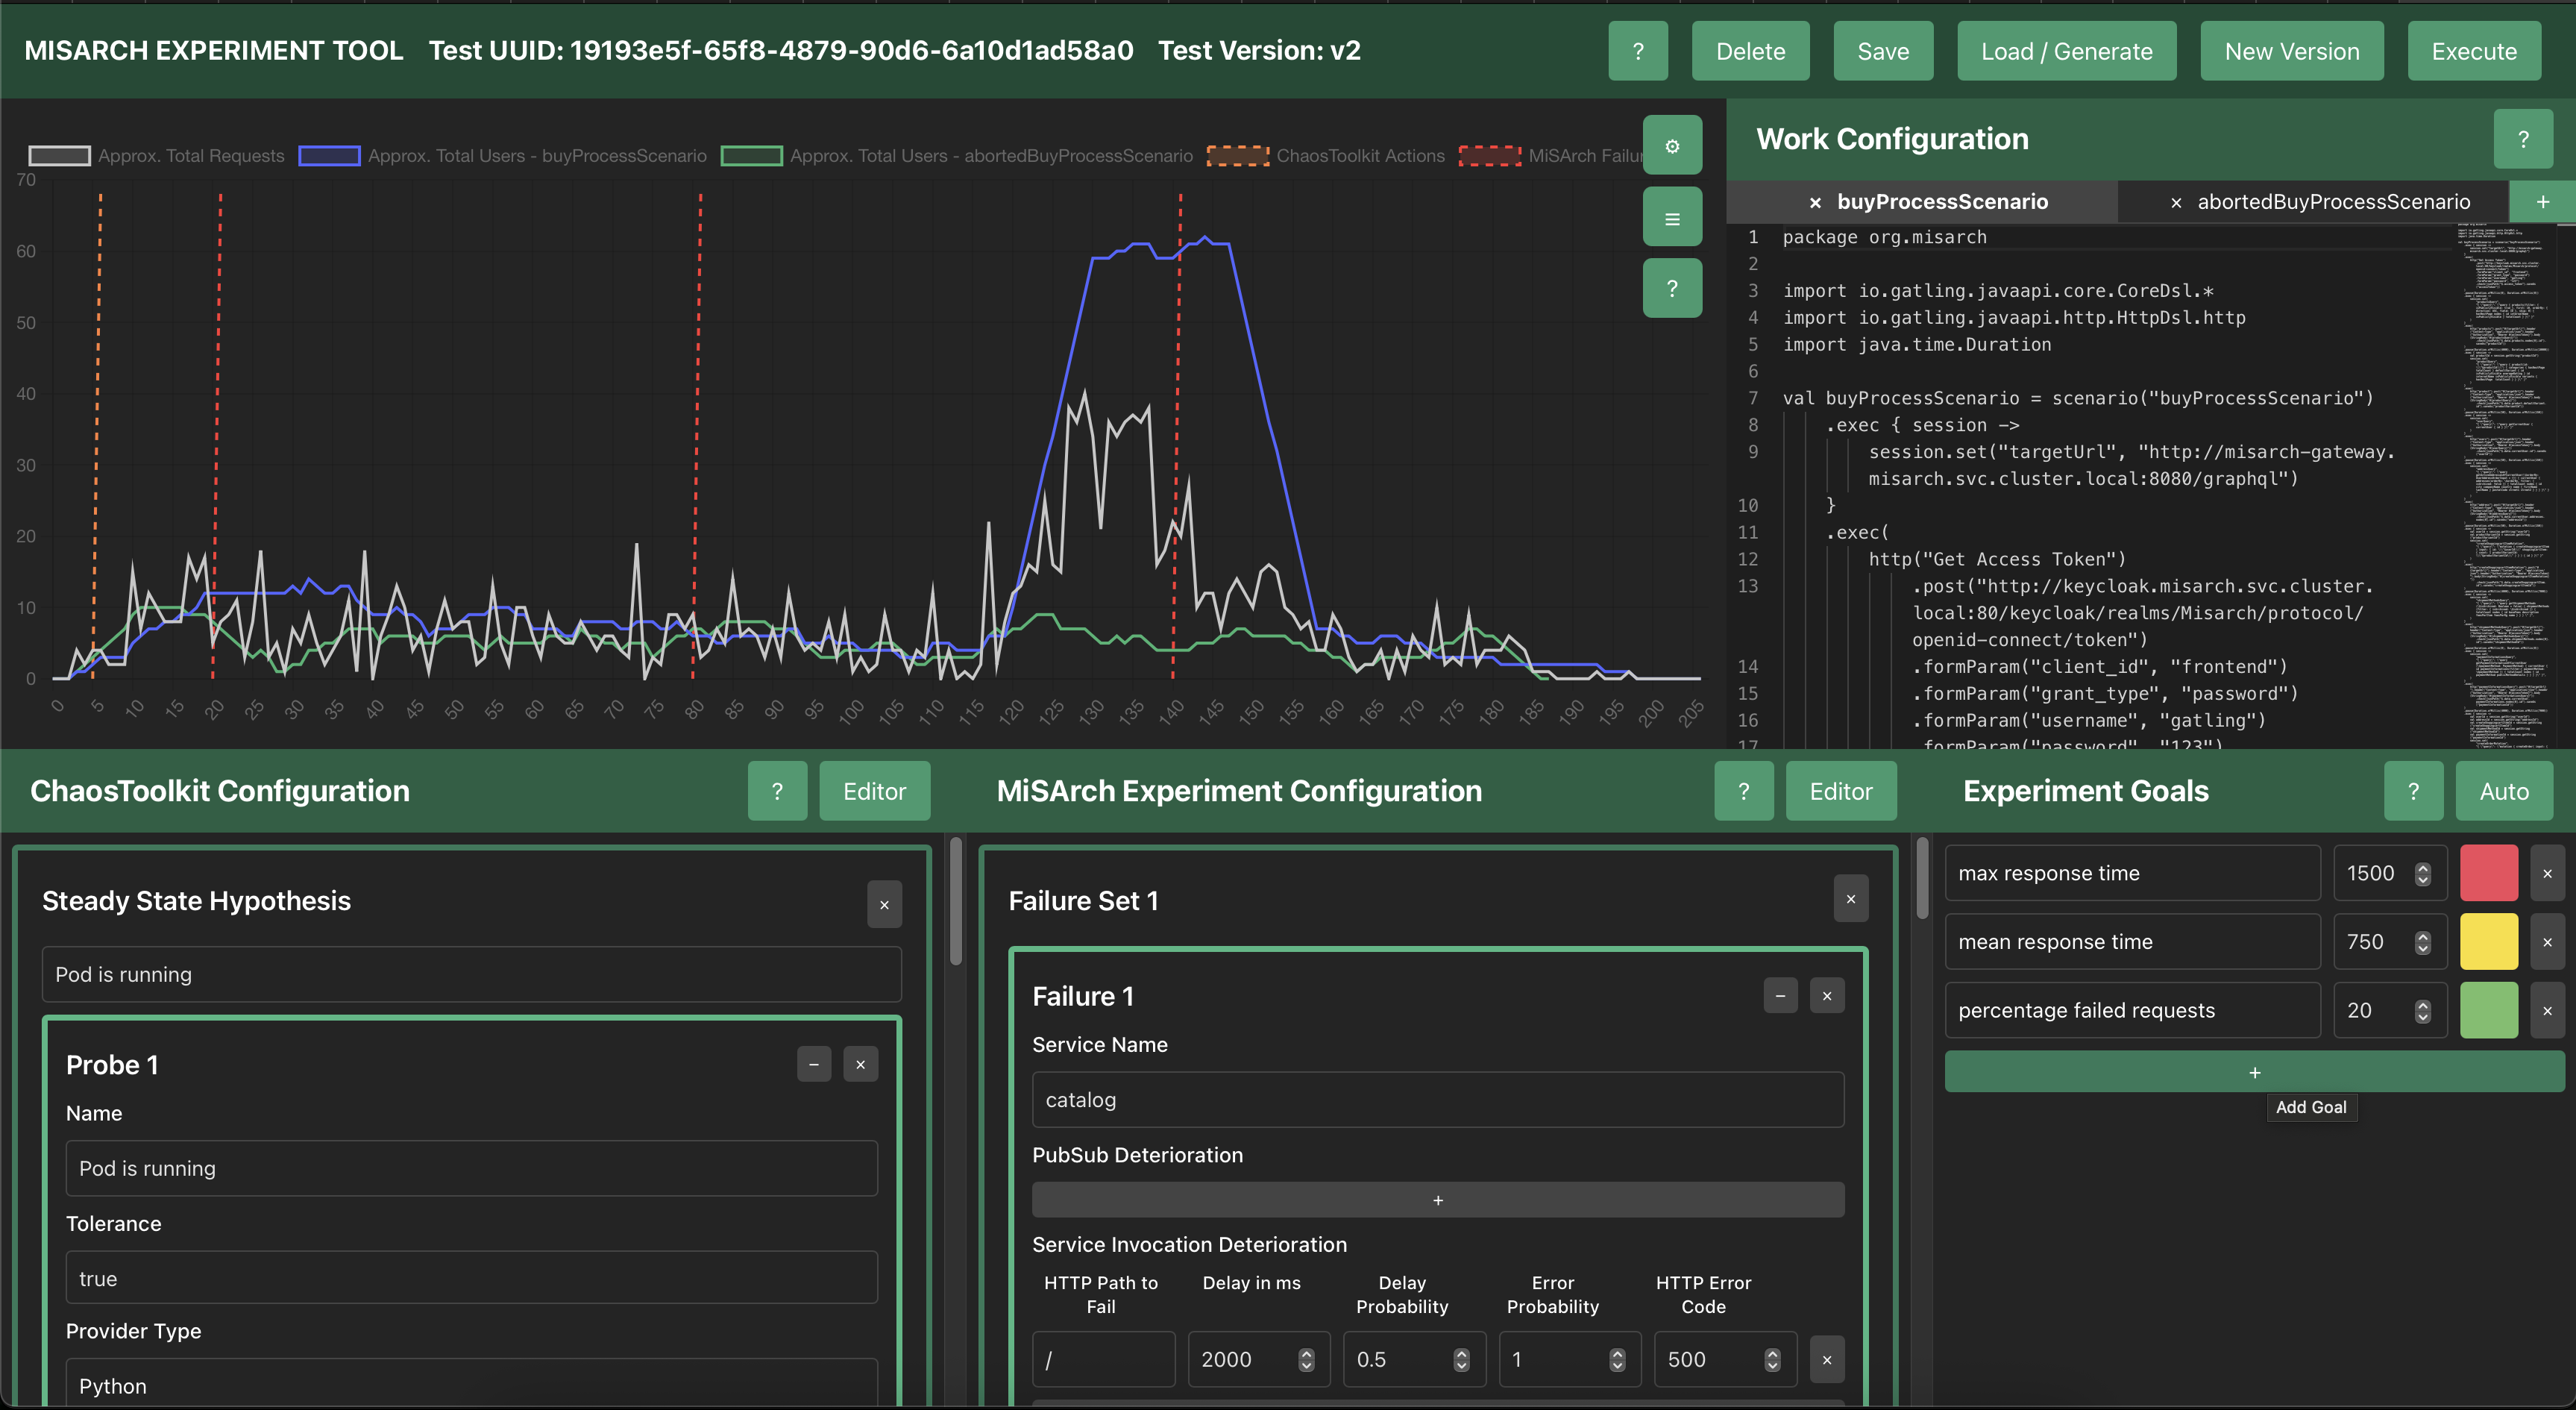 MISARCH EXPERIMENT TOOL Test UUID: 19193e5f-65f8-4879-90d6-6a10d1ad58a0 Test Version: v2
? Delete Save Load / Generate New Version Execute
Approx. Total Requests Approx. Total Users - buyProcessScenario Approx. Total Users - abortedBuyProcessScenario ChaosToolkit Actions MiSArch Failur
70
60
50
40
30
20
10
0
0 5 10 15 20 25 30 35 40 45 50 55 60 65 70 75 80 85 90 95 100 105 110 115 120 125 130 135 140 145 150 155 160 165 170 175 180 185 190 195 200 205
⚙
≡
?
Work Configuration ?
× buyProcessScenario × abortedBuyProcessScenario +
1 package org.misarch
2
3 import io.gatling.javaapi.core.CoreDsl.*
4 import io.gatling.javaapi.http.HttpDsl.http
5 import java.time.Duration
6
7 val buyProcessScenario = scenario("buyProcessScenario")
8 .exec { session ->
9 session.set("targetUrl", "http://misarch-gateway.
misarch.svc.cluster.local:8080/graphql")
10 }
11 .exec(
12 http("Get Access Token")
13 .post("http://keycloak.misarch.svc.cluster.
local:80/keycloak/realms/Misarch/protocol/
openid-connect/token")
14 .formParam("client_id", "frontend")
15 .formParam("grant_type", "password")
16 .formParam("username", "gatling")
17 .formParam("password", "123")
ChaosToolkit Configuration ? Editor
Steady State Hypothesis ×
Pod is running
Probe 1 − ×
Name
Pod is running
Tolerance
true
Provider Type
Python
MiSArch Experiment Configuration ? Editor
Failure Set 1 ×
Failure 1 − ×
Service Name
catalog
PubSub Deterioration
+
Service Invocation Deterioration
HTTP Path to Delay in ms Delay Error HTTP Error
Fail Probability Probability Code
/ 2000 0.5 1 500 ×
Experiment Goals ? Auto
max response time 1500 ×
mean response time 750 ×
percentage failed requests 20 ×
+
Add Goal